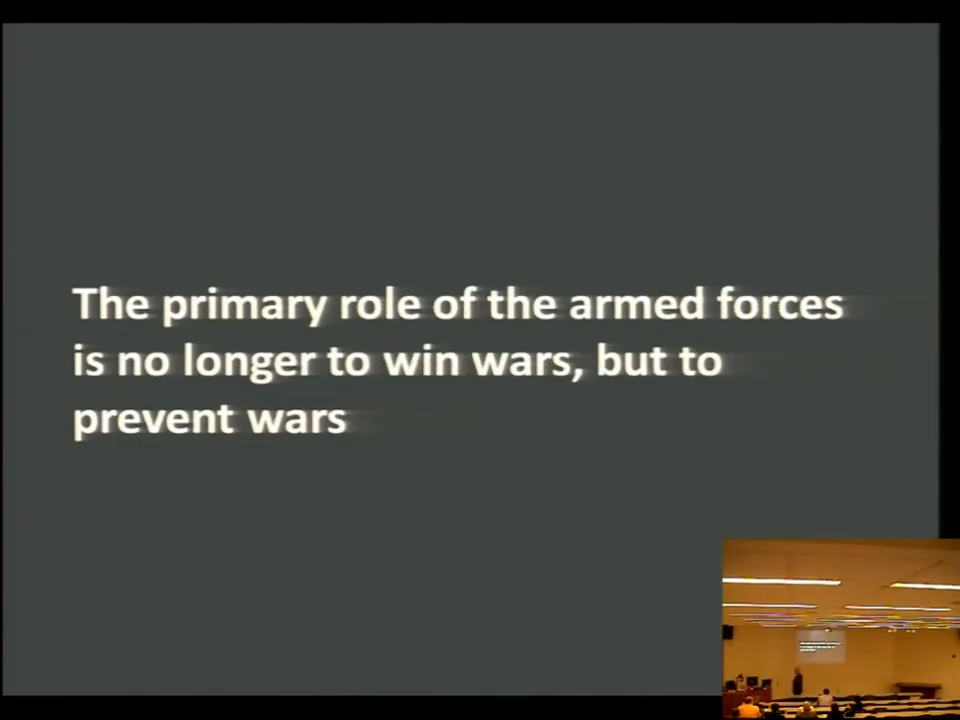 The primary role of the armed forces
is no longer to win wars, but to
prevent wars